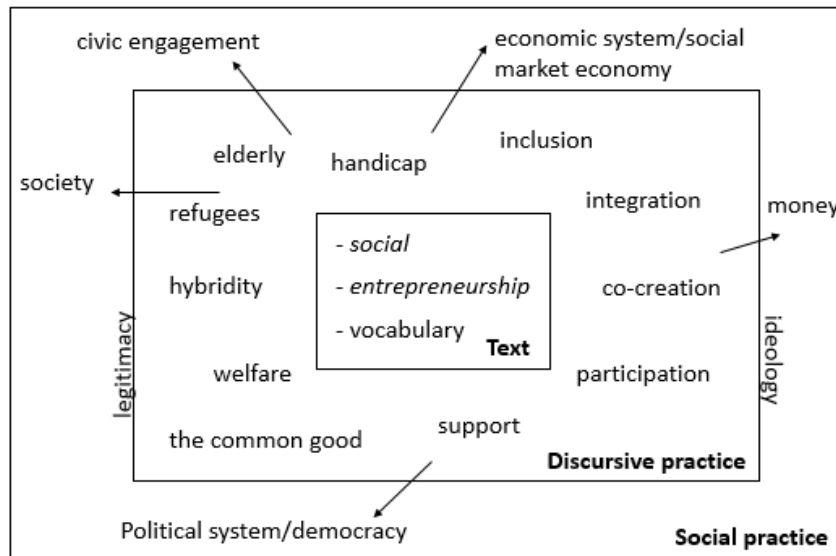 civic engagement
economic system/social
market economy
inclusion
elderly
handicap
society
integration
money
refugees
- social
hybridity
- entrepreneurship
co-creation
- vocabulary
Text
legitimacy
ideology
welfare
participation
support
the common good
Discursive practice
Political system/democracy
Social practice